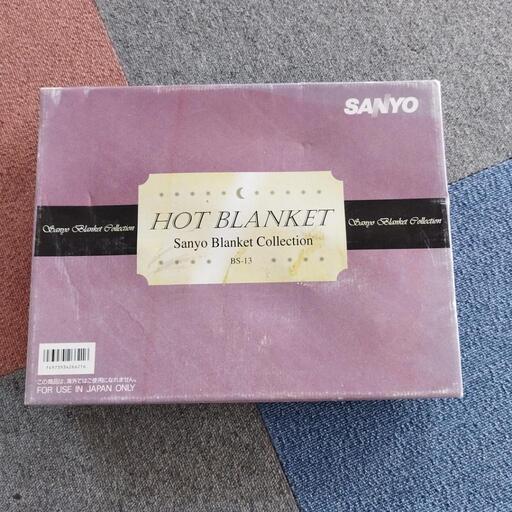 SANYO
HOT BLANKET
Sanyo Blanket Collection
Sanyo Blanket Collection
Sanyo Blanket Collection
BS-13
この商品は、海外ではご使用になれません。
FOR USE IN JAPAN ONLY